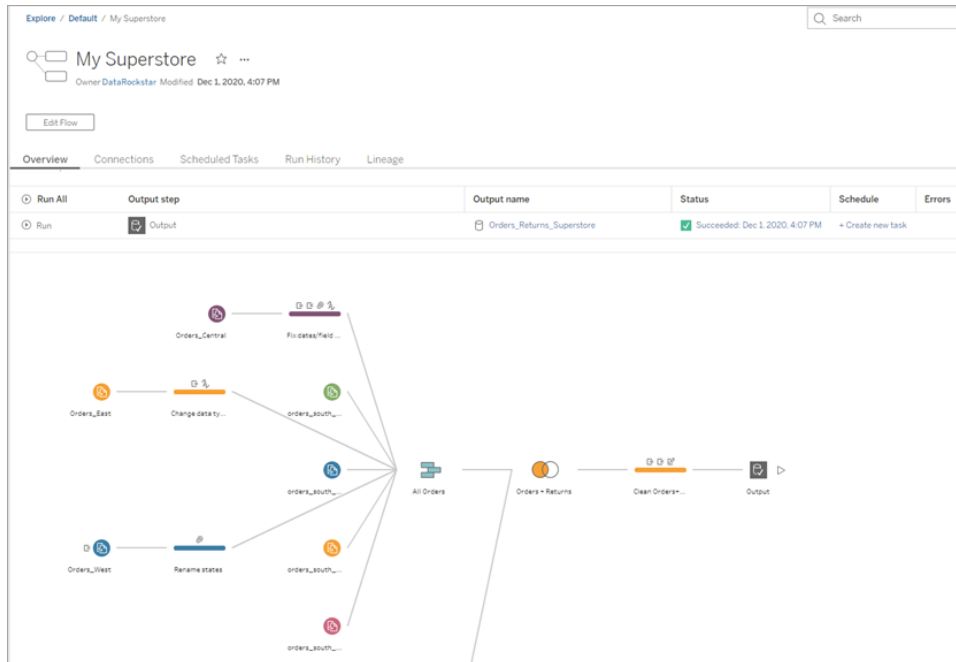 Explore / Default / My Superstore
Search
My Superstore
Owner DataRockstar Modified Dec 1, 2020, 4:07 PM
Edit Flow
Overview Connections Scheduled Tasks Run History Lineage
Run All Output step Output name Status Schedule Errors
Run Output Orders_Returns_Superstore Succeeded: Dec 1, 2020, 4:07 PM + Create new task
Orders_Central Fix dates/field ...
Orders_East Change data ty... orders_south_...
orders_south_... All Orders Orders + Returns Clean Orders+... Output
Orders_West Rename states orders_south_...
orders_south_...